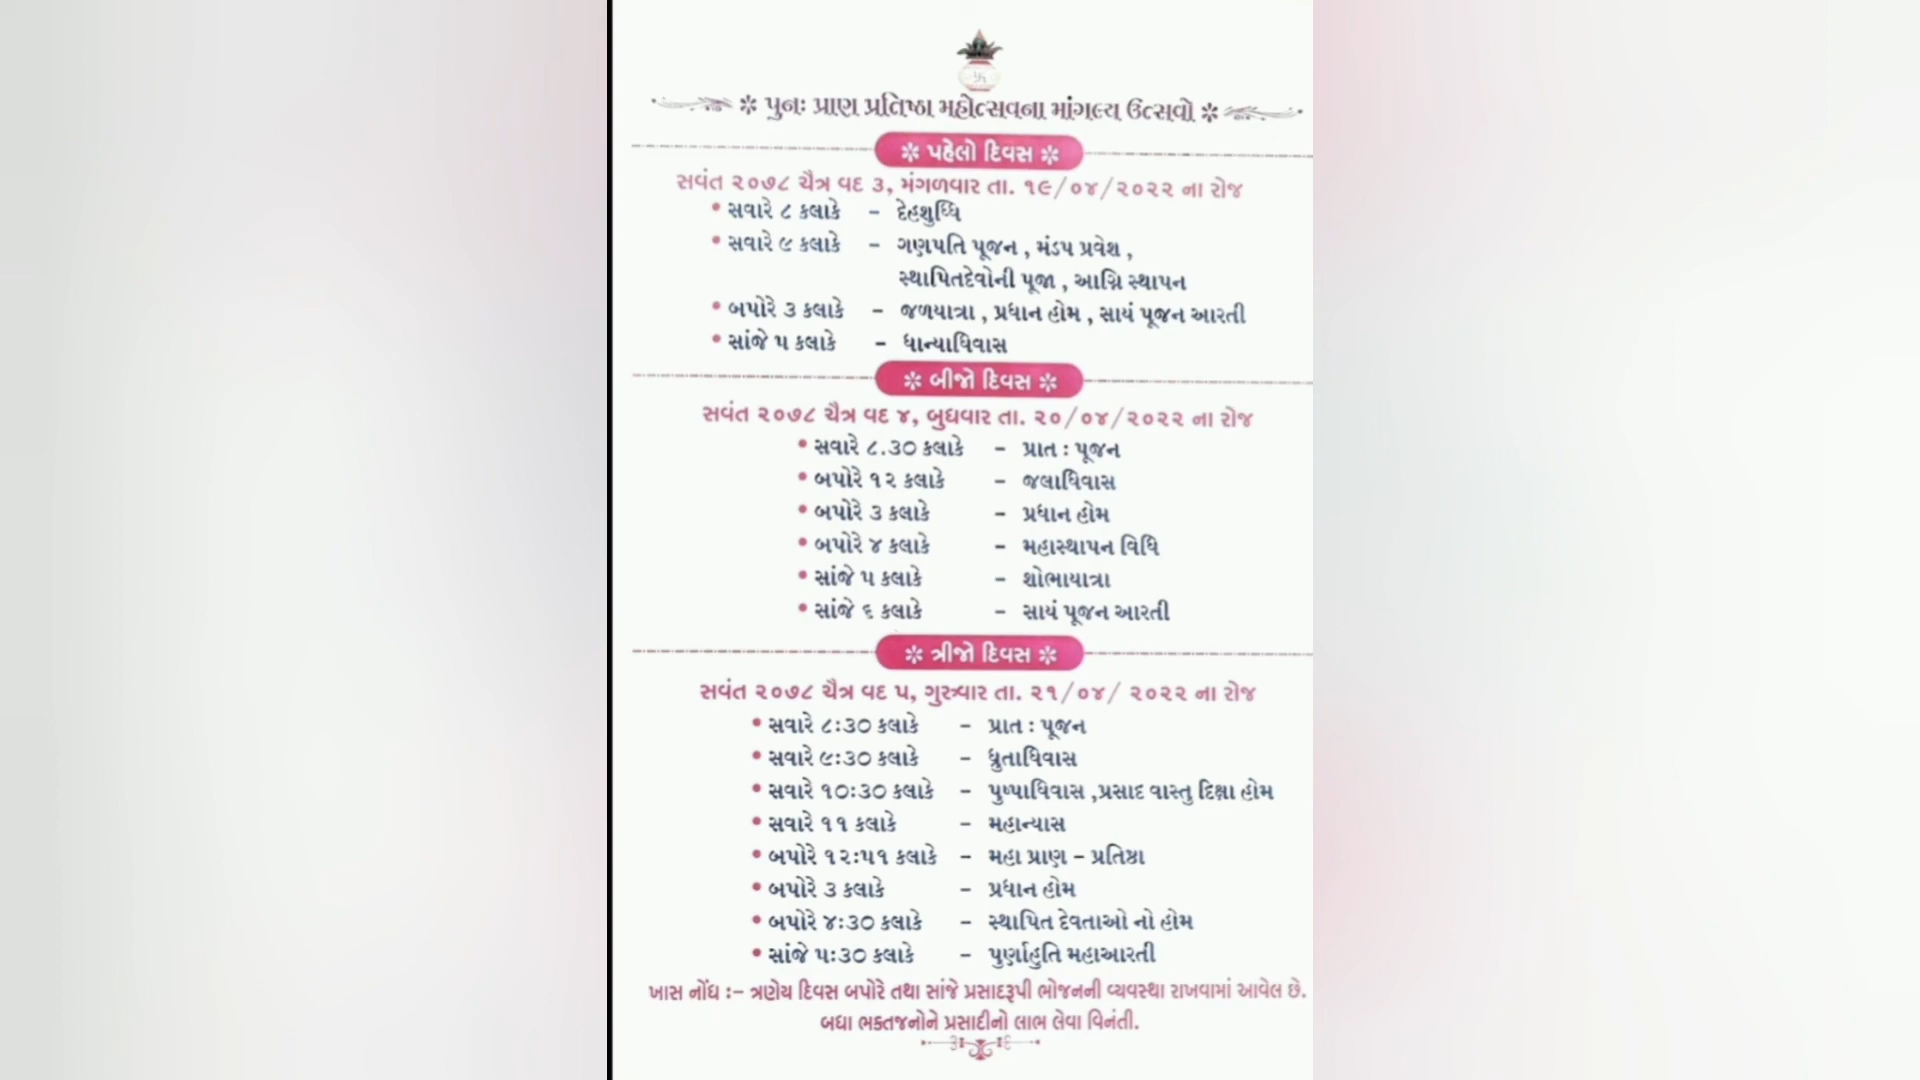 ✲ પુનઃ પ્રાણ પ્રતિષ્ઠા મહોત્સવના માંગલ્ય ઉત્સવો ✲
✲ પહેલો દિવસ ✲
સવંત ૨૦૭૮ ચૈત્ર વદ ૩, મંગળવાર તા. ૧૯/૦૪/૨૦૨૨ ના રોજ
• સવારે ૮ કલાકે – દેહશુધ્ધિ
• સવારે ૯ કલાકે – ગણપતિ પૂજન , મંડપ પ્રવેશ ,
સ્થાપિતદેવોની પૂજા , આગ્નિ સ્થાપન
• બપોરે ૩ કલાકે – જળયાત્રા , પ્રધાન હોમ , સાયં પૂજન આરતી
• સાંજે ૫ કલાકે – ધાન્યાધિવાસ
✲ બીજો દિવસ ✲
સવંત ૨૦૭૮ ચૈત્ર વદ ૪, બુધવાર તા. ૨૦/૦૪/૨૦૨૨ ના રોજ
• સવારે ૮.૩૦ કલાકે – પ્રાત : પૂજન
• બપોરે ૧૨ કલાકે – જલાધિવાસ
• બપોરે ૩ કલાકે – પ્રધાન હોમ
• બપોરે ૪ કલાકે – મહાસ્થાપન વિધિ
• સાંજે ૫ કલાકે – શોભાયાત્રા
• સાંજે ૬ કલાકે – સાયં પૂજન આરતી
✲ ત્રીજો દિવસ ✲
સવંત ૨૦૭૮ ચૈત્ર વદ ૫, ગુરુવાર તા. ૨૧/૦૪/ ૨૦૨૨ ના રોજ
• સવારે ૮:૩૦ કલાકે – પ્રાત : પૂજન
• સવારે ૯:૩૦ કલાકે – ધ્રુતાધિવાસ
• સવારે ૧૦:૩૦ કલાકે – પુષ્પાધિવાસ ,પ્રસાદ વાસ્તુ દિક્ષા હોમ
• સવારે ૧૧ કલાકે – મહાન્યાસ
• બપોરે ૧૨:૫૧ કલાકે – મહા પ્રાણ – પ્રતિષ્ઠા
• બપોરે ૩ કલાકે – પ્રધાન હોમ
• બપોરે ૪:૩૦ કલાકે – સ્થાપિત દેવતાઓ નો હોમ
• સાંજે ૫:૩૦ કલાકે – પુર્ણાહુતિ મહાઆરતી
ખાસ નોંધ :– ત્રણેય દિવસ બપોરે તથા સાંજે પ્રસાદરૂપી ભોજનની વ્યવસ્થા રાખવામાં આવેલ છે.
બધા ભક્તજનોને પ્રસાદીનો લાભ લેવા વિનંતી.